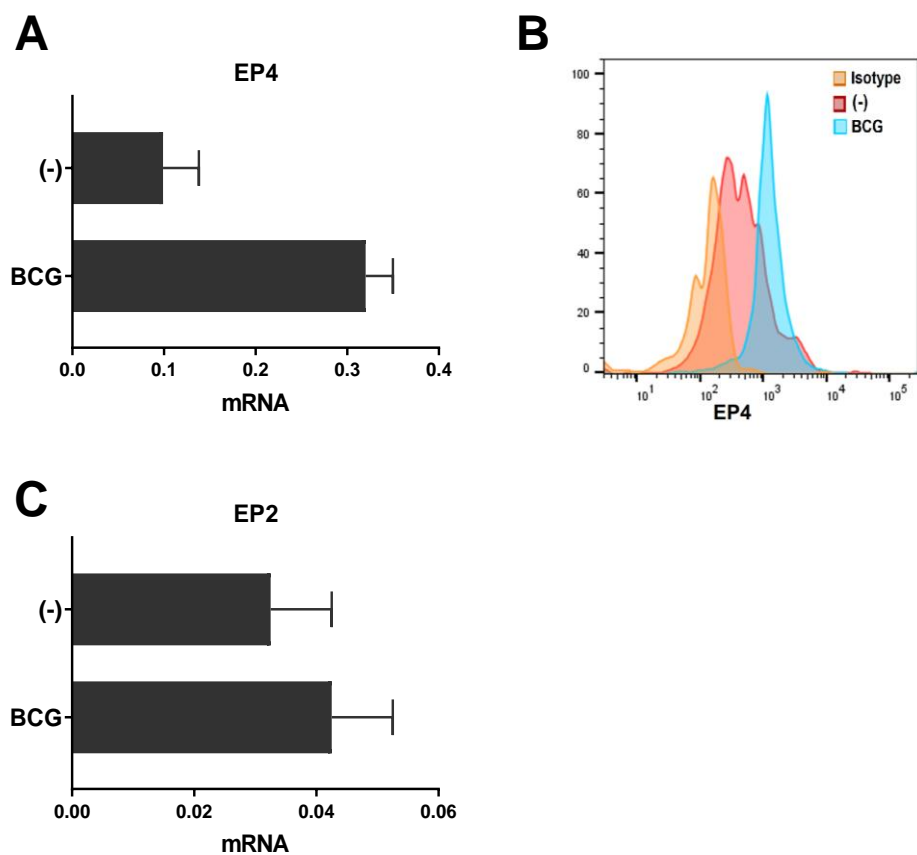 A
EP4
(-)
BCG
0.0 0.1 0.2 0.3 0.4
mRNA
B
100
80
60
40
20
0
Isotype
(-)
BCG
10^1 10^2 10^3 10^4 10^5
EP4
C
EP2
(-)
BCG
0.00 0.02 0.04 0.06
mRNA